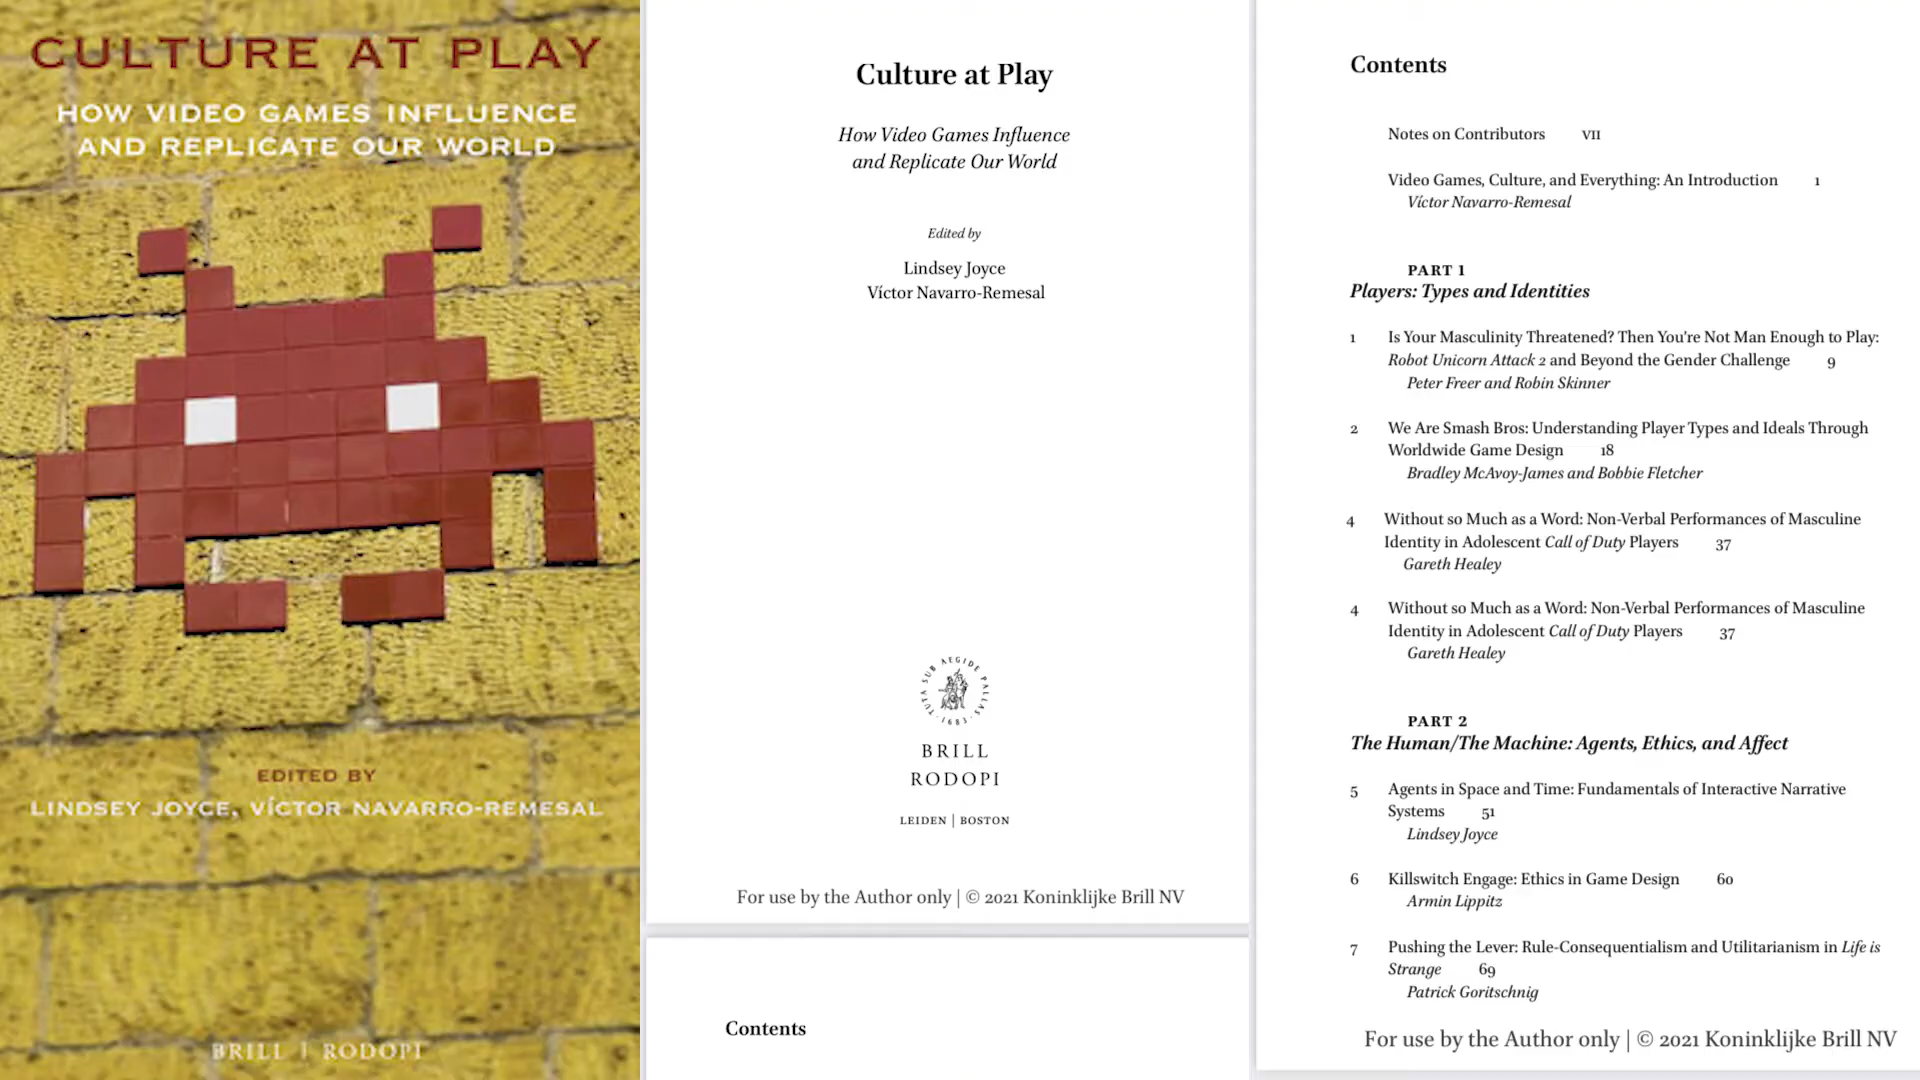 CULTURE AT PLAY
HOW VIDEO GAMES INFLUENCE
AND REPLICATE OUR WORLD
EDITED BY
LINDSEY JOYCE, VÍCTOR NAVARRO-REMESAL
BRILL | RODOPI
Culture at Play
How Video Games Influence
and Replicate Our World
Edited by
Lindsey Joyce
Víctor Navarro-Remesal
TUTA SUB AEGIDE PALLAS · 1683 ·
BRILL
RODOPI
LEIDEN | BOSTON
For use by the Author only | © 2021 Koninklijke Brill NV
Contents
Contents
Notes on Contributors VII
Video Games, Culture, and Everything: An Introduction 1
Víctor Navarro-Remesal
PART 1
Players: Types and Identities
1 Is Your Masculinity Threatened? Then You're Not Man Enough to Play:
Robot Unicorn Attack 2 and Beyond the Gender Challenge 9
Peter Freer and Robin Skinner
2 We Are Smash Bros: Understanding Player Types and Ideals Through
Worldwide Game Design 18
Bradley McAvoy-James and Bobbie Fletcher
4 Without so Much as a Word: Non-Verbal Performances of Masculine
Identity in Adolescent Call of Duty Players 37
Gareth Healey
4 Without so Much as a Word: Non-Verbal Performances of Masculine
Identity in Adolescent Call of Duty Players 37
Gareth Healey
PART 2
The Human/The Machine: Agents, Ethics, and Affect
5 Agents in Space and Time: Fundamentals of Interactive Narrative
Systems 51
Lindsey Joyce
6 Killswitch Engage: Ethics in Game Design 60
Armin Lippitz
7 Pushing the Lever: Rule-Consequentialism and Utilitarianism in Life is
Strange 69
Patrick Goritschnig
For use by the Author only | © 2021 Koninklijke Brill NV